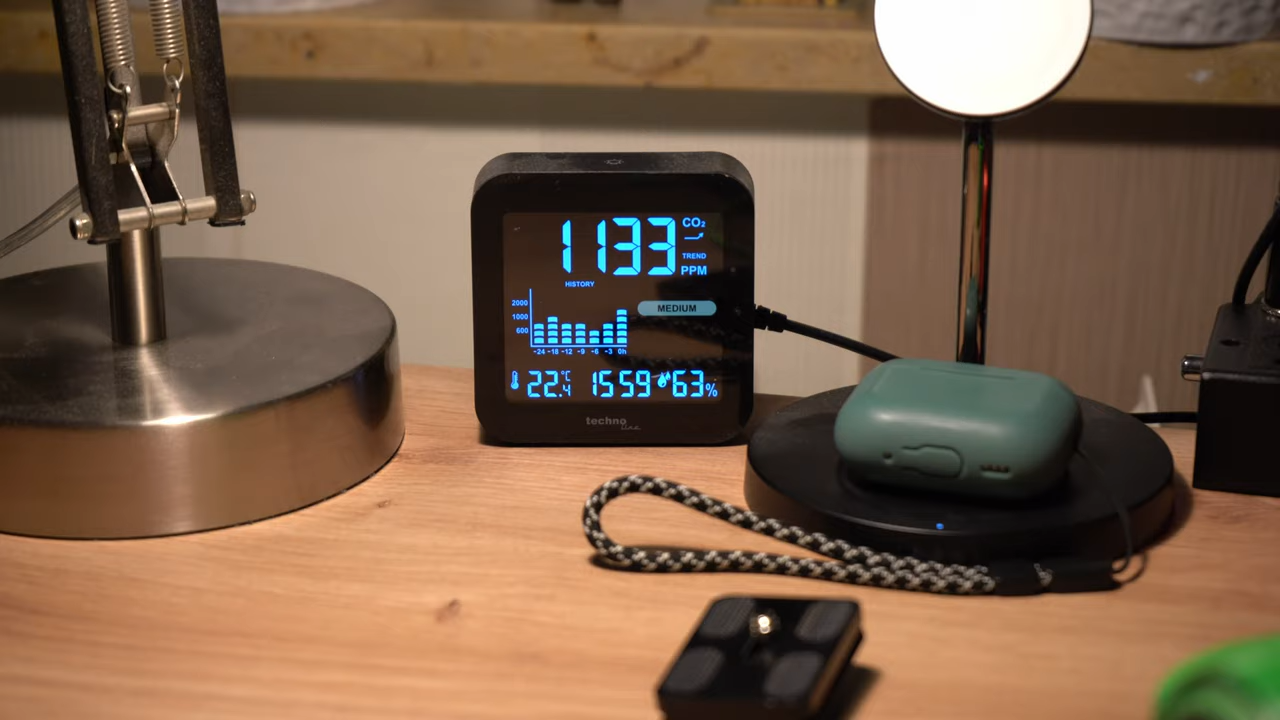 1133 CO₂
TREND
PPM
HISTORY
2000
1000
600
MEDIUM
-24 -18 -12 -9 -6 -3 0h
22.4 °C 15 59 63%
techno line